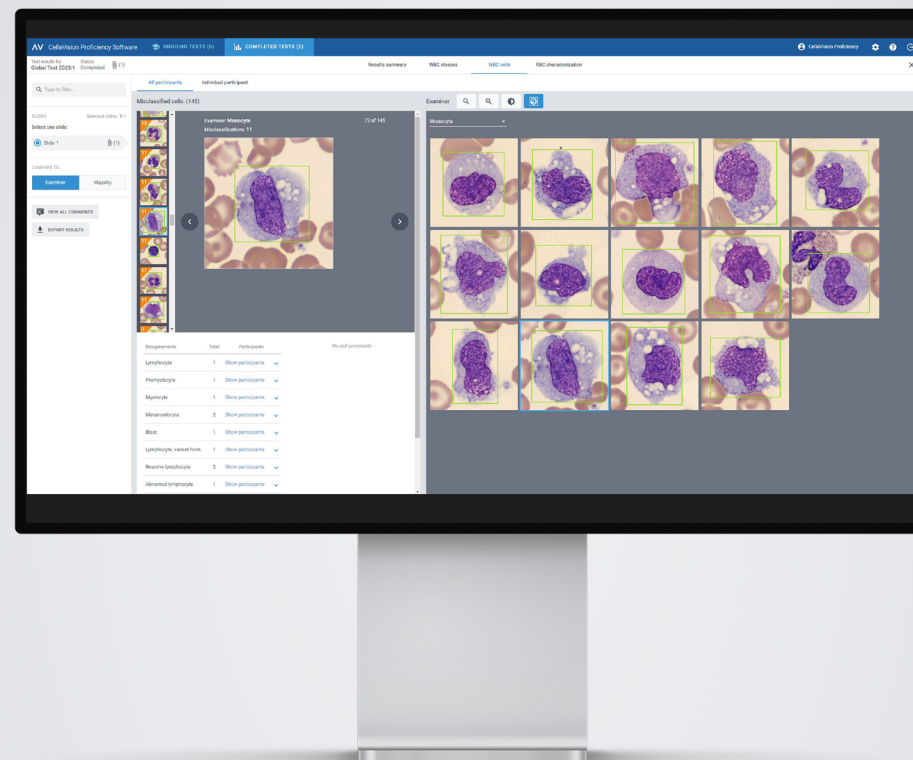 CellaVision Proficiency Software
ONGOING TESTS (0)
COMPLETED TESTS (2)
CellaVision Proficiency
Test results for
Global Test 2023:1
Status
Completed
(1)
Results summary
WBC classes
WBC cells
RBC characterization
Type to filter...
SLIDES
Selected slides: 1/1
Select one slide:
Slide 1
(1)
COMPARE TO
Examiner
Majority
VIEW ALL COMMENTS
EXPORT RESULTS
All participants
Individual participant
Misclassified cells: (145)
Examiner: Monocyte
72 of 145
Misclassifications: 11
Disagreements
Total
Participants
No cell comments
Lymphocyte 1 Show participants
Promyelocyte 1 Show participants
Myelocyte 1 Show participants
Metamyelocyte 2 Show participants
Blast 1 Show participants
Lymphocyte, variant form 1 Show participants
Reactive lymphocyte 2 Show participants
Abnormal lymphocyte 1 Show participants
Examiner
Monocyte